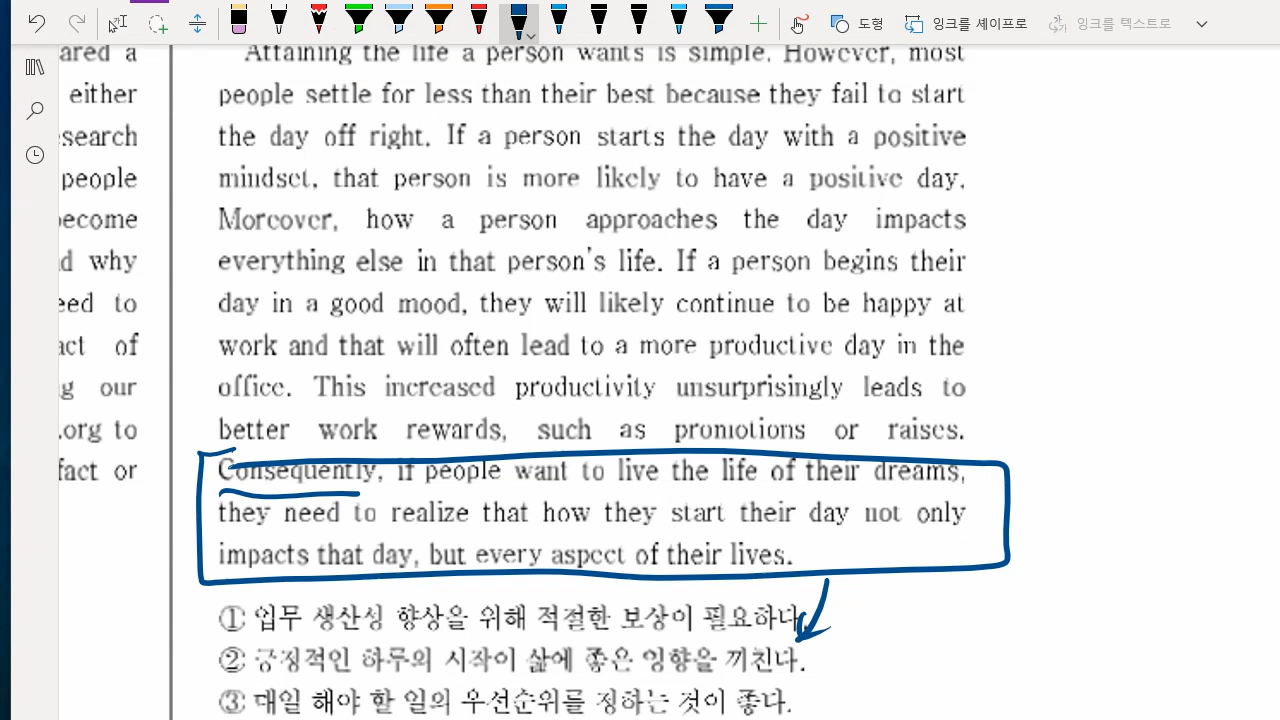 도형
잉크를 셰이프로
잉크를 텍스트로
ared a
either
search
people
ecome
d why
eed to
act of
g our
.org to
fact or
Attaining the life a person wants is simple. However, most
people settle for less than their best because they fail to start
the day off right. If a person starts the day with a positive
mindset, that person is more likely to have a positive day.
Moreover, how a person approaches the day impacts
everything else in that person's life. If a person begins their
day in a good mood, they will likely continue to be happy at
work and that will often lead to a more productive day in the
office. This increased productivity unsurprisingly leads to
better work rewards, such as promotions or raises.
Consequently, if people want to live the life of their dreams,
they need to realize that how they start their day not only
impacts that day, but every aspect of their lives.
① 업무 생산성 향상을 위해 적절한 보상이 필요하다.
② 긍정적인 하루의 시작이 삶에 좋은 영향을 끼친다.
③ 매일 해야 할 일의 우선순위를 정하는 것이 좋다.